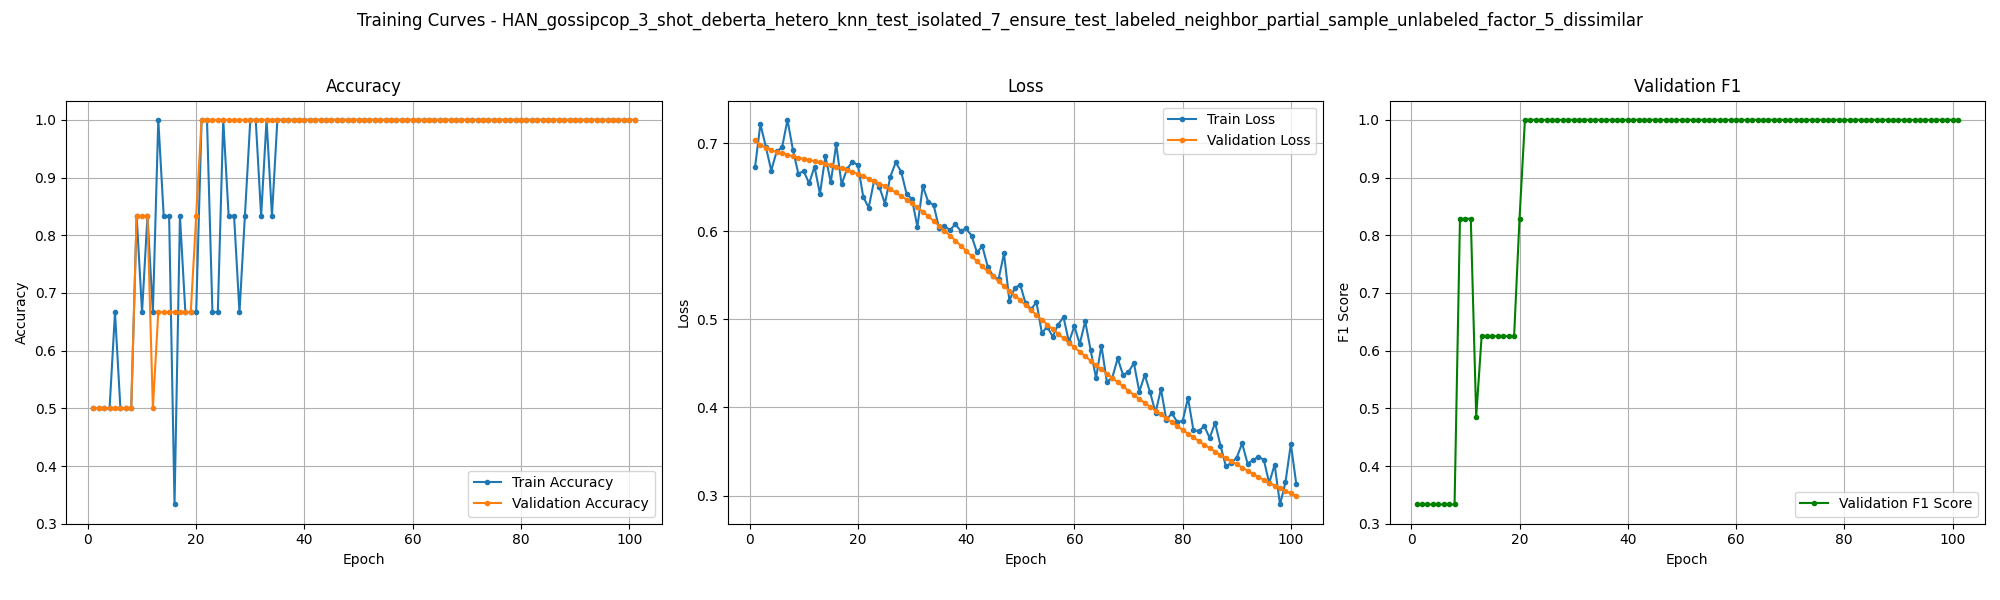 Training Curves - HAN_gossipcop_3_shot_deberta_hetero_knn_test_isolated_7_ensure_test_labeled_neighbor_partial_sample_unlabeled_factor_5_dissimilar
Accuracy
1.0
0.9
0.8
0.7
0.6
0.5
0.4
0.3
Accuracy
0 20 40 60 80 100
Epoch
Train Accuracy
Validation Accuracy
Loss
0.7
0.6
0.5
0.4
0.3
Loss
0 20 40 60 80 100
Epoch
Train Loss
Validation Loss
Validation F1
1.0
0.9
0.8
0.7
0.6
0.5
0.4
0.3
F1 Score
0 20 40 60 80 100
Epoch
Validation F1 Score